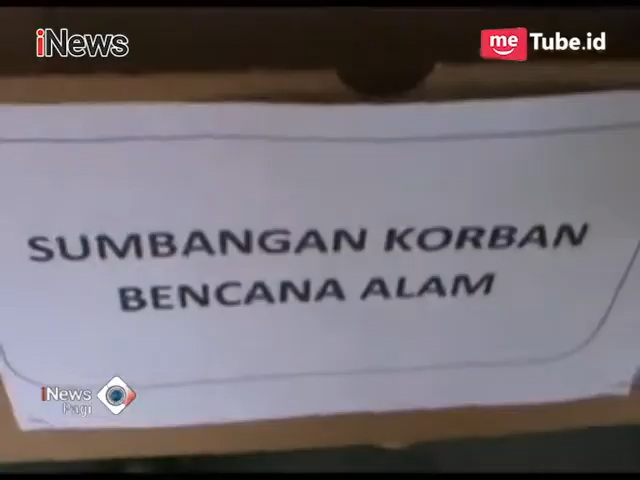 iNews
me Tube.id
SUMBANGAN KORBAN
BENCANA ALAM
iNews
Pagi